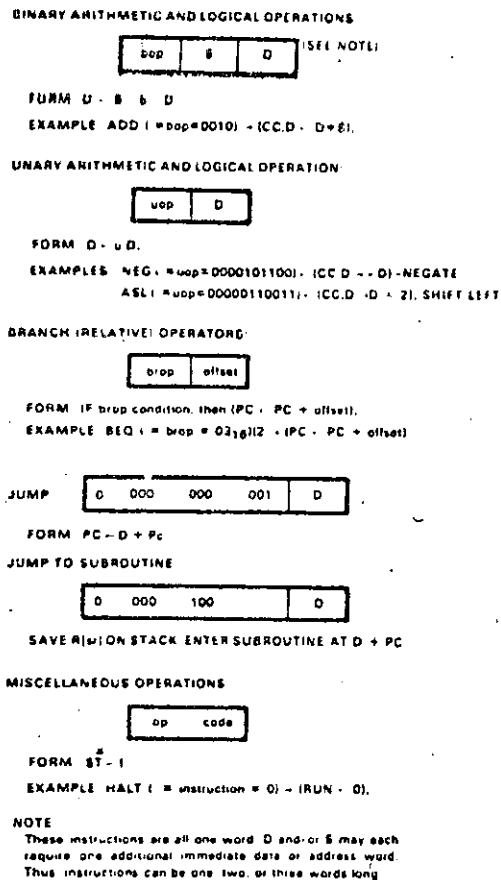 BINARY ARITHMETIC AND LOGICAL OPERATIONS
bop S D (SEE NOTE)
FORM D - S b D
EXAMPLE ADD ( = bop = 0010) - (CC,D - D + S),
UNARY ARITHMETIC AND LOGICAL OPERATION
uop D
FORM D - u D,
EXAMPLES NEG ( = uop = 0000101100) - (CC,D - - D) - NEGATE
ASL ( = uop = 00000110011) - (CC,D - D × 2), SHIFT LEFT
BRANCH (RELATIVE) OPERATORS
brop offset
FORM IF brop condition, then (PC - PC + offset),
EXAMPLE BEQ ( = brop = 03₁₆)(Z - (PC - PC + offset)
JUMP 0 000 000 001 D
FORM PC - D + PC
JUMP TO SUBROUTINE
0 000 100 D
SAVE R ON STACK ENTER SUBROUTINE AT D + PC
MISCELLANEOUS OPERATIONS
op code
FORM - f
EXAMPLE HALT ( = instruction = 0) - (RUN - 0),
NOTE
These instructions are all one word D and/or S may each
require one additional immediate data or address word.
Thus instructions can be one two, or three words long